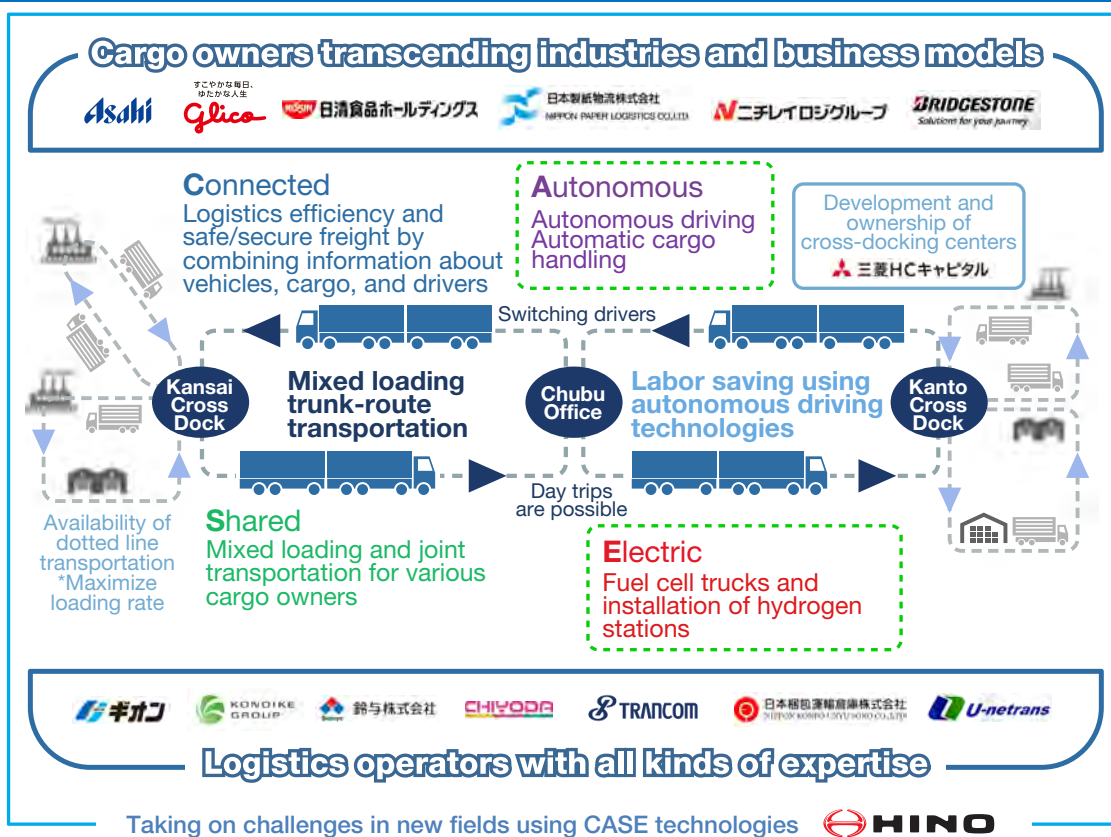 Cargo owners transcending industries and business models
Asahi
すこやかな毎日、
ゆたかな人生
Glico
NISSIN 日清食品ホールディングス
日本製紙物流株式会社
NIPPON PAPER LOGISTICS CO.,LTD.
ニチレイロジグループ
BRIDGESTONE
Solutions for your journey
Connected
Logistics efficiency and
safe/secure freight by
combining information about
vehicles, cargo, and drivers
Autonomous
Autonomous driving
Automatic cargo
handling
Development and
ownership of
cross-docking centers
三菱HCキャピタル
Switching drivers
Kansai
Cross
Dock
Mixed loading
trunk-route
transportation
Chubu
Office
Labor saving using
autonomous driving
technologies
Kanto
Cross
Dock
Day trips
are possible
Availability of
dotted line
transportation
*Maximize
loading rate
Shared
Mixed loading and joint
transportation for various
cargo owners
Electric
Fuel cell trucks and
installation of hydrogen
stations
ギオン
KONOIKE
GROUP
鈴与株式会社
CHIYODA
TRANCOM
日本梱包運輸倉庫株式会社
NIPPON KONPO UNYU SOKO CO.,LTD.
U-netrans
Logistics operators with all kinds of expertise
Taking on challenges in new fields using CASE technologies HINO